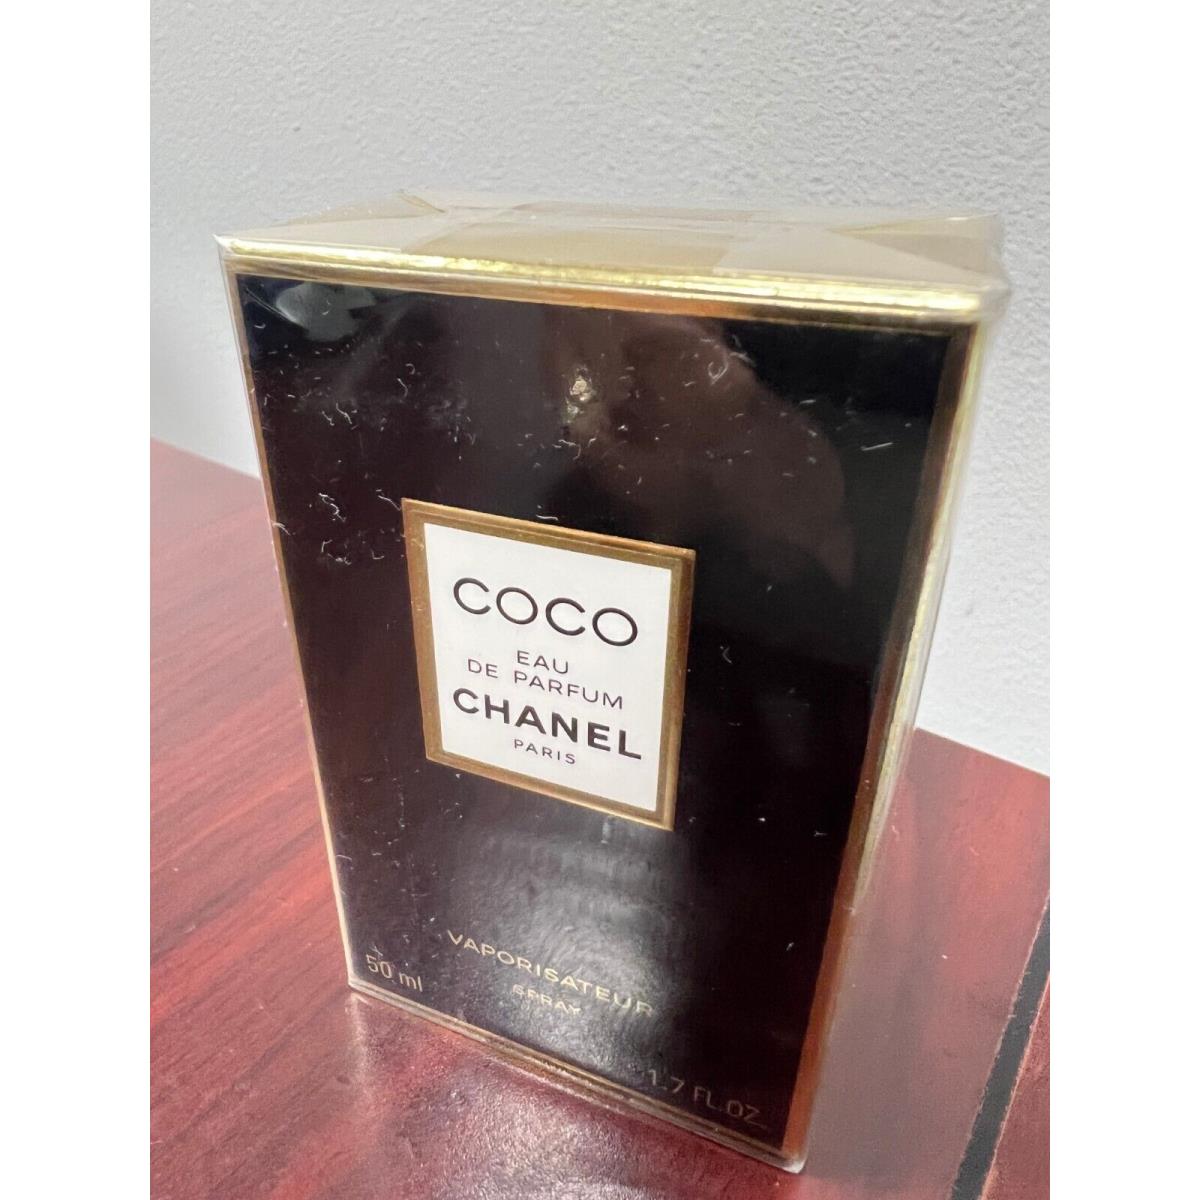 COCO
EAU
DE PARFUM
CHANEL
PARIS
VAPORISATEUR
SPRAY
50 ml
1.7 FL.OZ.